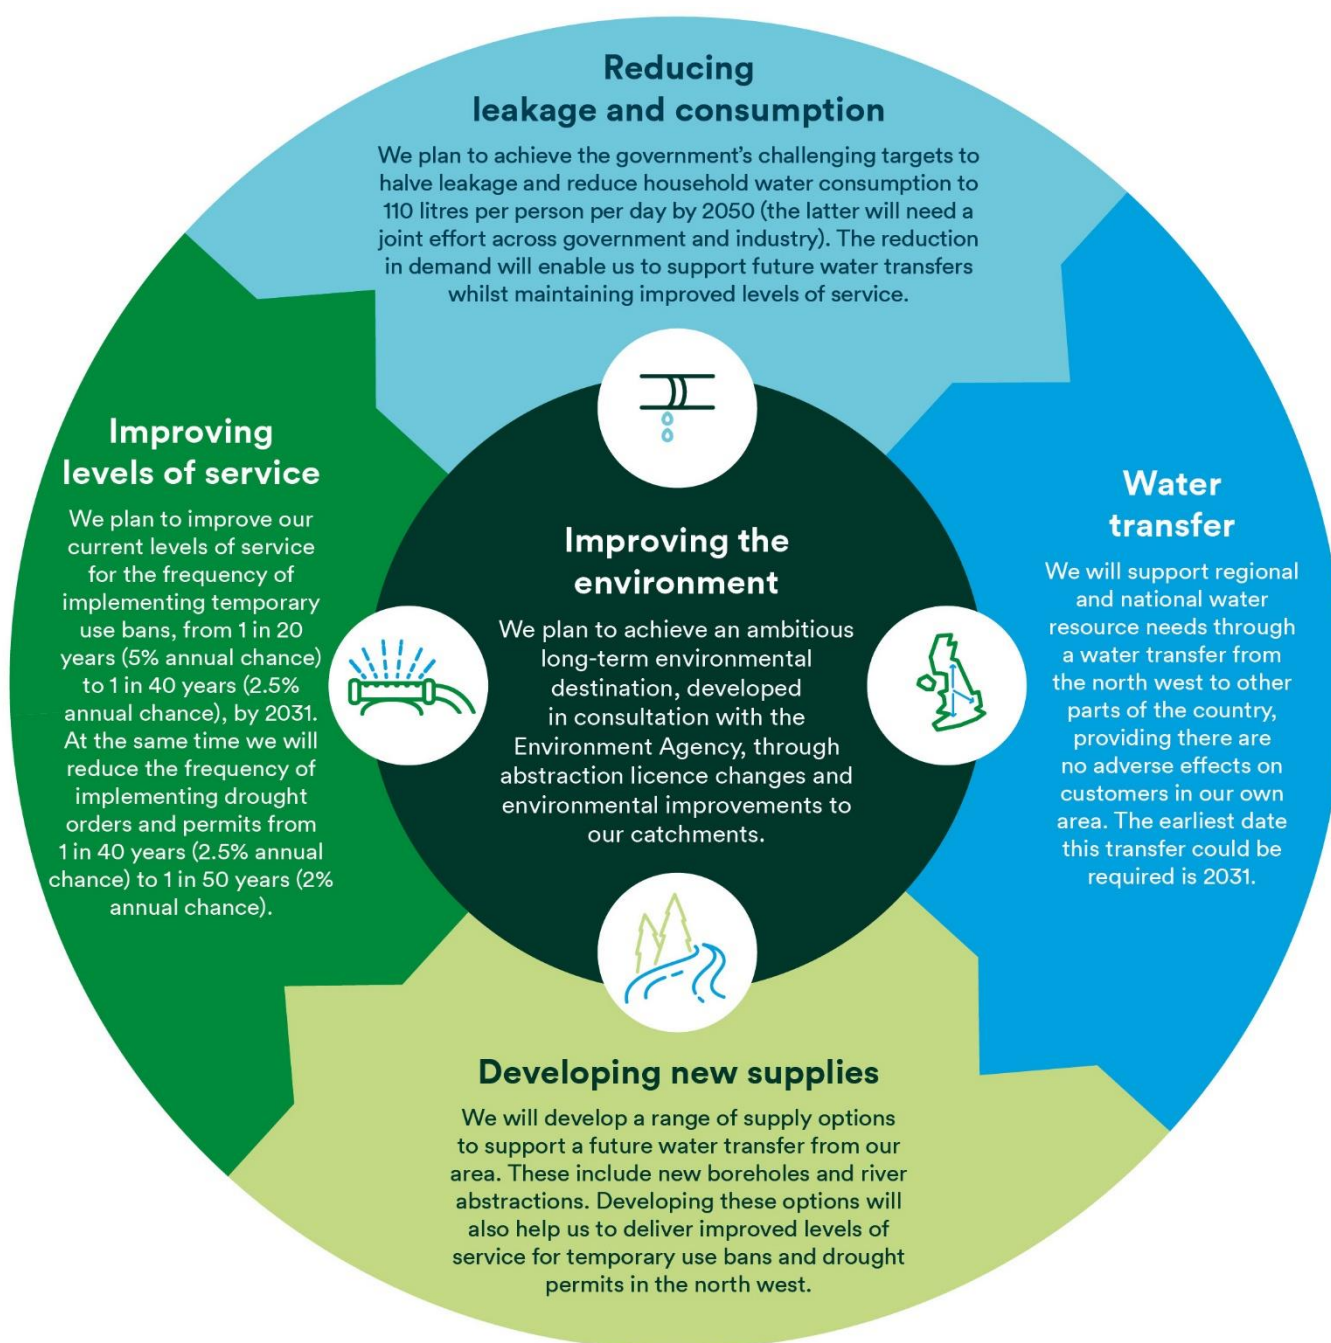 Reducing
leakage and consumption
We plan to achieve the government’s challenging targets to
halve leakage and reduce household water consumption to
110 litres per person per day by 2050 (the latter will need a
joint effort across government and industry). The reduction
in demand will enable us to support future water transfers
whilst maintaining improved levels of service.
Improving
levels of service
We plan to improve our
current levels of service
for the frequency of
implementing temporary
use bans, from 1 in 20
years (5% annual chance)
to 1 in 40 years (2.5%
annual chance), by 2031.
At the same time we will
reduce the frequency of
implementing drought
orders and permits from
1 in 40 years (2.5% annual
chance) to 1 in 50 years (2%
annual chance).
Improving the
environment
We plan to achieve an ambitious
long-term environmental
destination, developed
in consultation with the
Environment Agency, through
abstraction licence changes and
environmental improvements to
our catchments.
Water
transfer
We will support regional
and national water
resource needs through
a water transfer from
the north west to other
parts of the country,
providing there are
no adverse effects on
customers in our own
area. The earliest date
this transfer could be
required is 2031.
Developing new supplies
We will develop a range of supply options
to support a future water transfer from our
area. These include new boreholes and river
abstractions. Developing these options will
also help us to deliver improved levels of
service for temporary use bans and drought
permits in the north west.